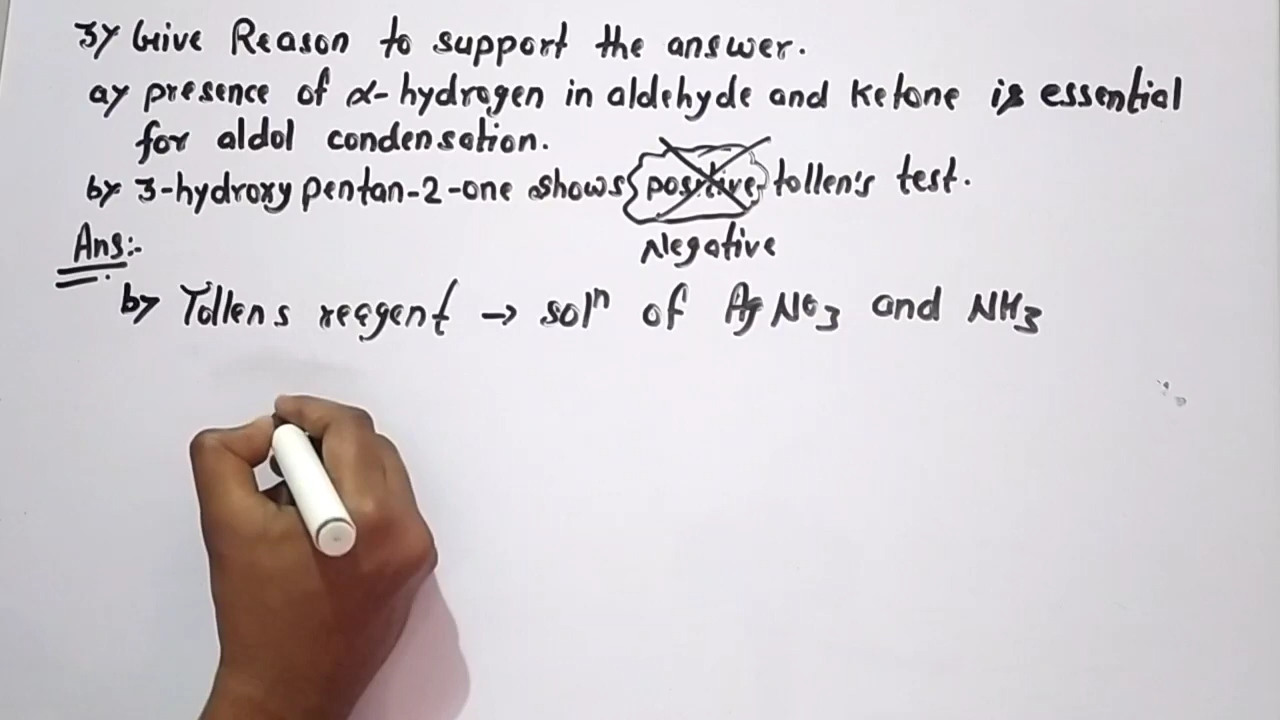 3) Give Reason to support the answer.
a) presence of α-hydrogen in aldehyde and ketone is essential
for aldol condensation.
b) 3-hydroxy pentan-2-one shows positive tollen's test.
Negative
Ans:-
b) Tollens reagent → solⁿ of AgNO₃ and NH₃